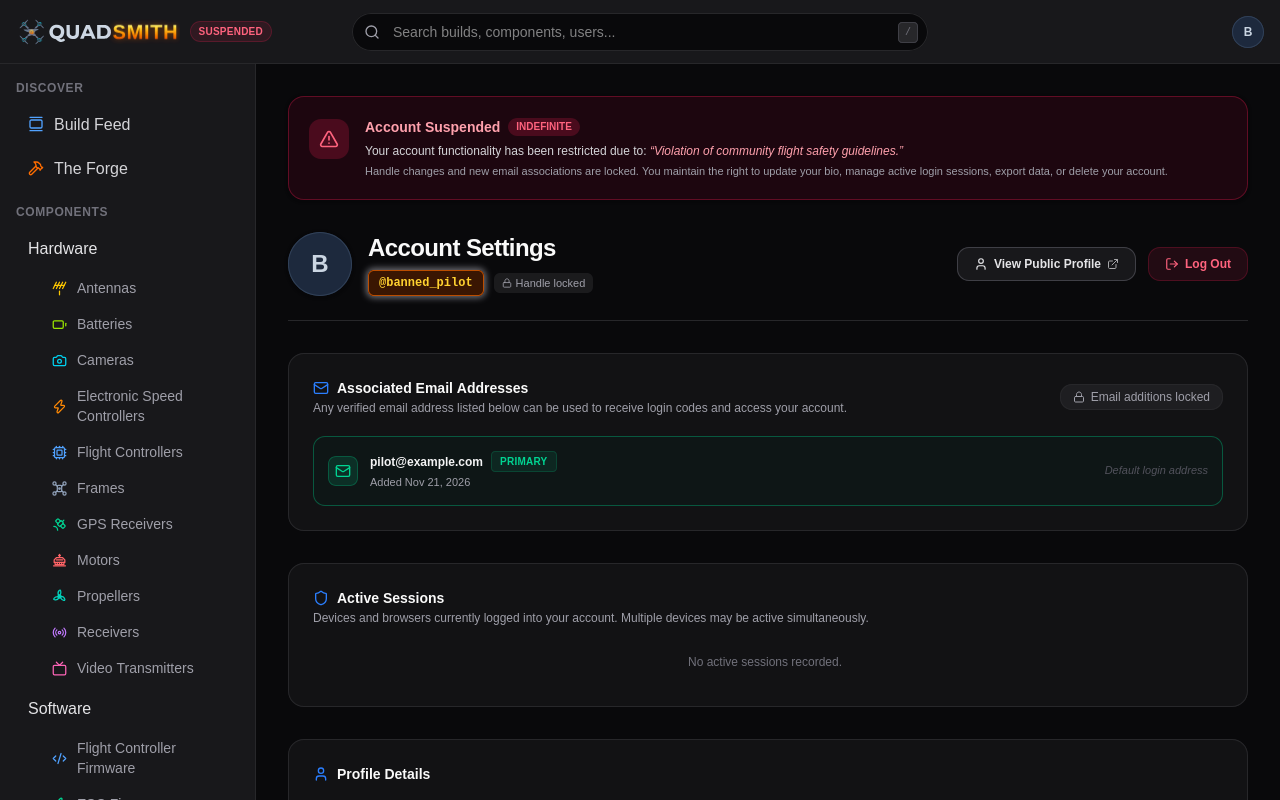 QUADSMITH
SUSPENDED
Search builds, components, users...
/
B
DISCOVER
Build Feed
The Forge
COMPONENTS
Hardware
Antennas
Batteries
Cameras
Electronic Speed
Controllers
Flight Controllers
Frames
GPS Receivers
Motors
Propellers
Receivers
Video Transmitters
Software
Flight Controller
Firmware
Account Suspended
INDEFINITE
Your account functionality has been restricted due to: “Violation of community flight safety guidelines.”
Handle changes and new email associations are locked. You maintain the right to update your bio, manage active login sessions, export data, or delete your account.
B
Account Settings
@banned_pilot
Handle locked
View Public Profile
Log Out
Associated Email Addresses
Any verified email address listed below can be used to receive login codes and access your account.
Email additions locked
pilot@example.com
PRIMARY
Added Nov 21, 2026
Default login address
Active Sessions
Devices and browsers currently logged into your account. Multiple devices may be active simultaneously.
No active sessions recorded.
Profile Details